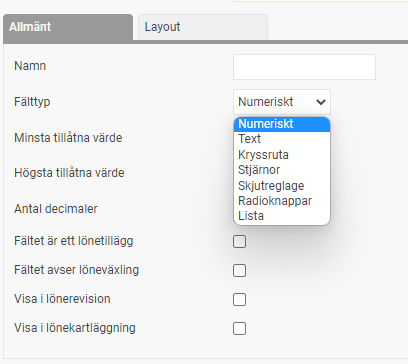 Allmänt Layout
Namn
Fälttyp Numeriskt
Numeriskt
Minsta tillåtna värde Text
Kryssruta
Högsta tillåtna värde Stjärnor
Skjutreglage
Antal decimaler Radioknappar
Lista
Fältet är ett lönetillägg
Fältet avser löneväxling
Visa i lönerevision
Visa i lönekartläggning